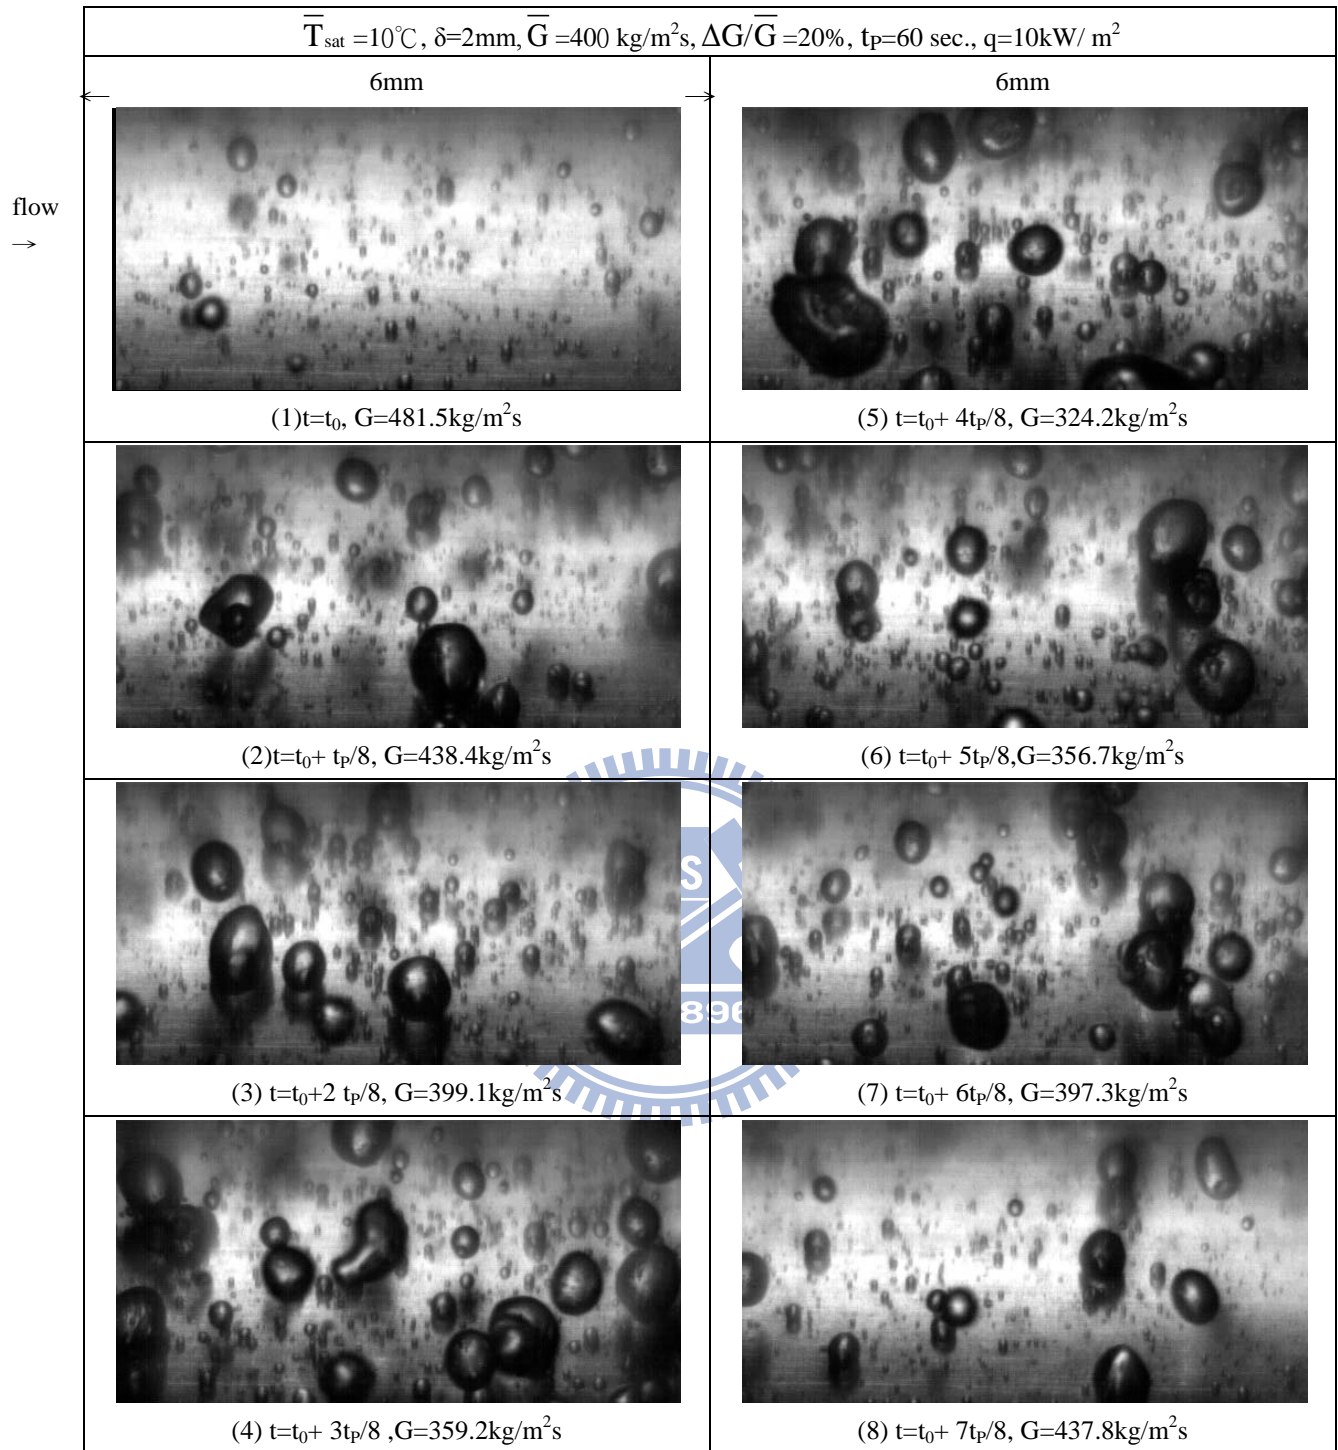 T̅sat =10℃, δ=2mm, G̅ =400 kg/m²s, ΔG/G̅ =20%, tP=60 sec., q=10kW/ m²
6mm
6mm
flow
→
(1)t=t₀, G=481.5kg/m²s
(5) t=t₀+ 4tP/8, G=324.2kg/m²s
(2)t=t₀+ tP/8, G=438.4kg/m²s
(6) t=t₀+ 5tP/8,G=356.7kg/m²s
S
896
(3) t=t₀+2 tP/8, G=399.1kg/m²s
(7) t=t₀+ 6tP/8, G=397.3kg/m²s
(4) t=t₀+ 3tP/8 ,G=359.2kg/m²s
(8) t=t₀+ 7tP/8, G=437.8kg/m²s